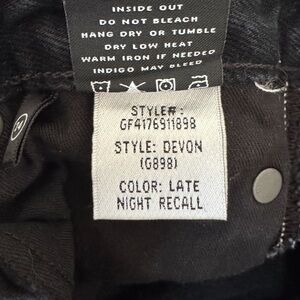 INSIDE OUT
DO NOT BLEACH
HANG DRY OR TUMBLE
DRY LOW HEAT
WARM IRON IF NEEDED
INDIGO MAY BLEED
STYLE#:
GF4176911898
STYLE: DEVON
(G898)
COLOR: LATE
NIGHT RECALL